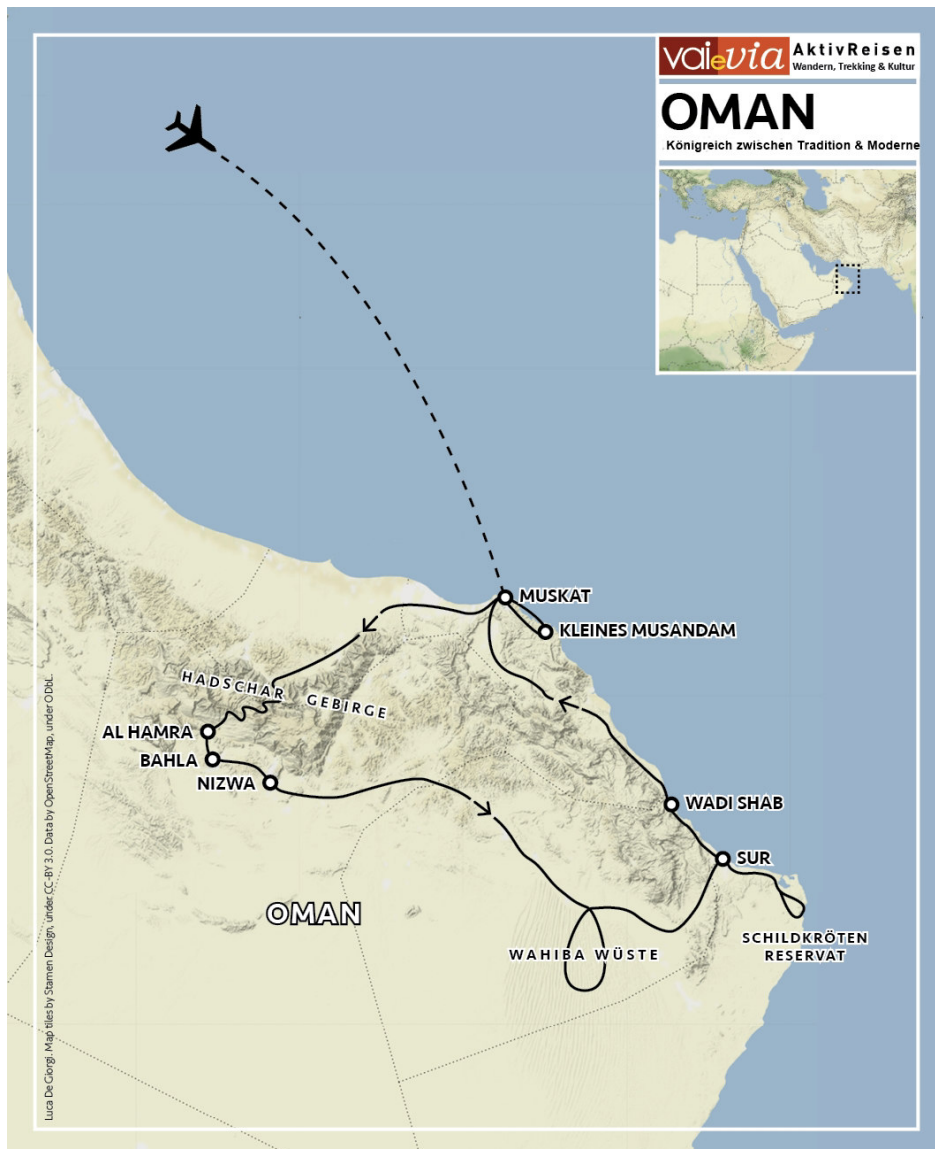 vaievia AktivReisen
Wandern, Trekking & Kultur
OMAN
Königreich zwischen Tradition & Moderne
MUSKAT
KLEINES MUSANDAM
HADSCHAR GEBIRGE
AL HAMRA
BAHLA
NIZWA
WADI SHAB
SUR
OMAN
WAHIBA WÜSTE
SCHILDKRÖTEN
RESERVAT
Luca De Giorgi. Map tiles by Stamen Design, under CC-BY 3.0. Data by OpenStreetMap, under ODbL.